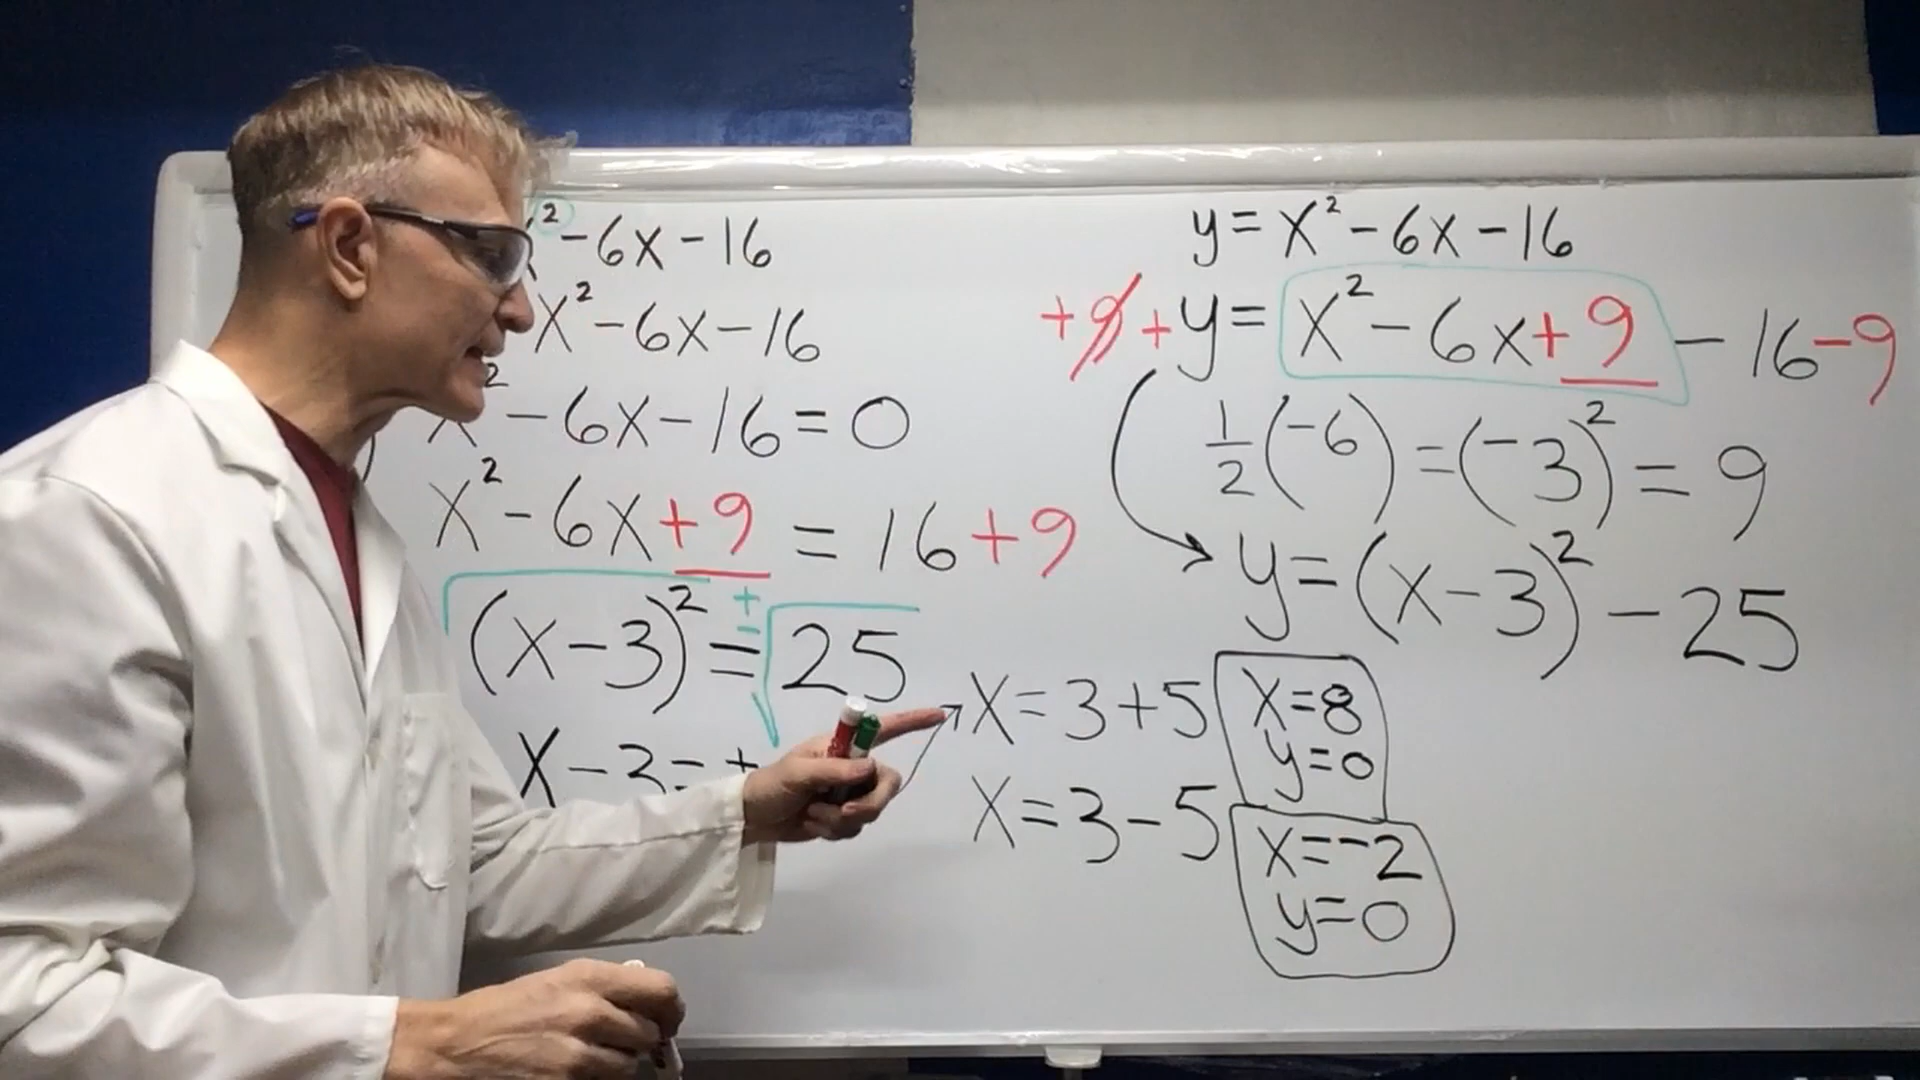 x² - 6x - 16
x² - 6x - 16
x² - 6x - 16 = 0
x² - 6x + 9 = 16 + 9
(x - 3)² = ± √25
x - 3 = ±
x = 3 + 5
x = 3 - 5
y = x² - 6x - 16
+9 + y = x² - 6x + 9 - 16 - 9
1/2 (-6) = (-3)² = 9
y = (x - 3)² - 25
x = 8
y = 0
x = -2
y = 0